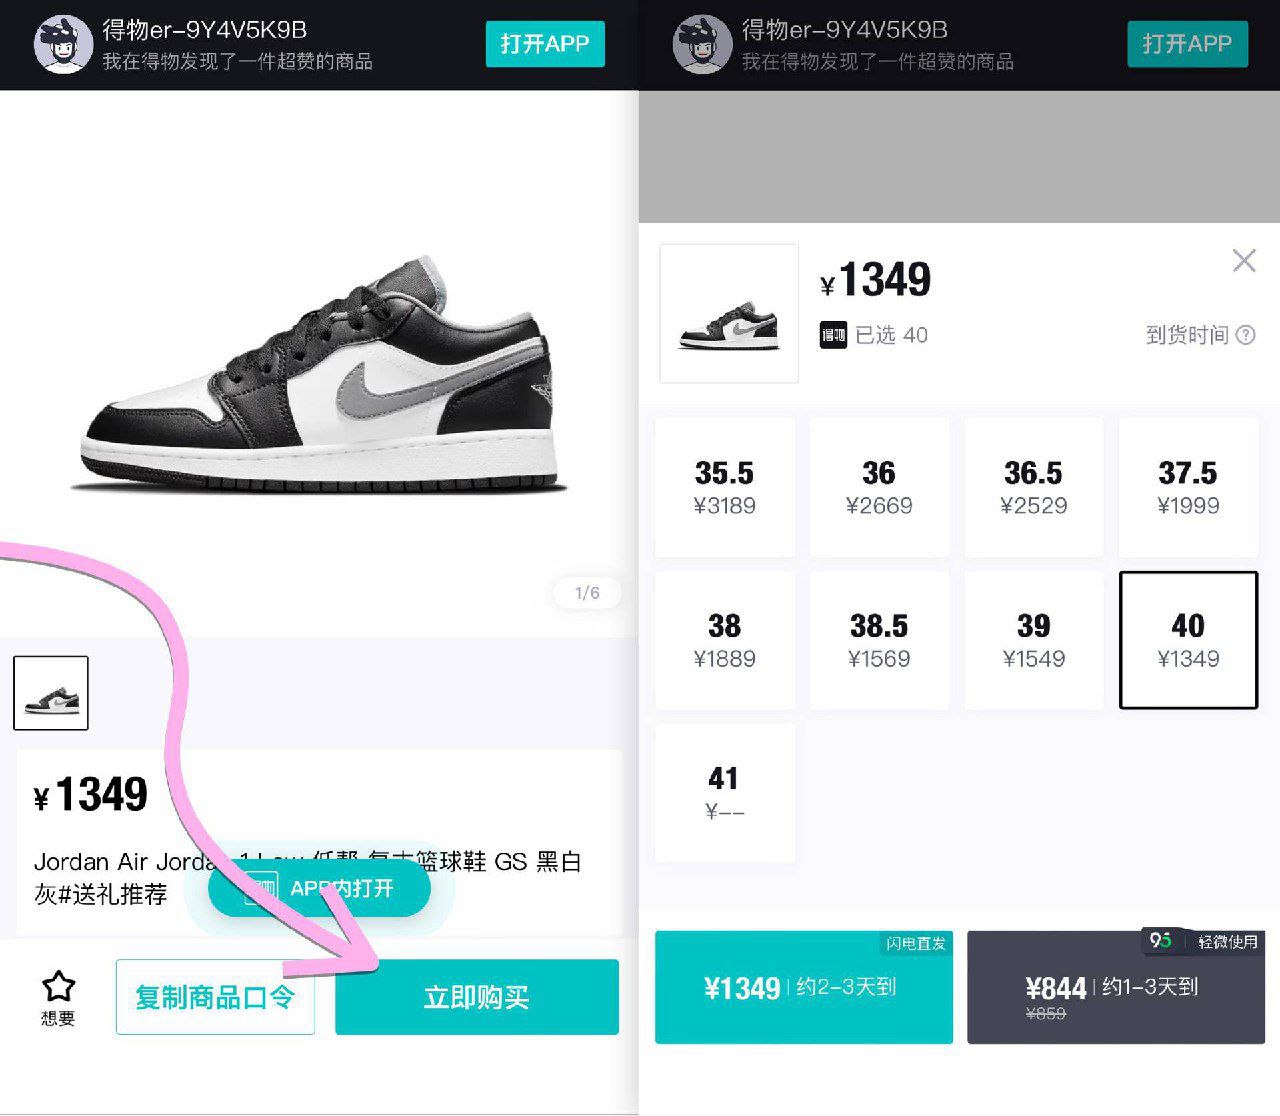 得物er-9Y4V5K9B
我在得物发现了一件超赞的商品
打开APP
1/6
¥1349
Jordan Air Jordan 1 Low 低帮 复古篮球鞋 GS 黑白
灰#送礼推荐
APP内打开
想要
复制商品口令
立即购买
得物er-9Y4V5K9B
我在得物发现了一件超赞的商品
打开APP
¥1349
得物 已选 40
到货时间
35.5
¥3189
36
¥2669
36.5
¥2529
37.5
¥1999
38
¥1889
38.5
¥1569
39
¥1549
40
¥1349
41
¥--
闪电直发
¥1349 | 约2-3天到
95 | 轻微使用
¥844 | 约1-3天到
¥859